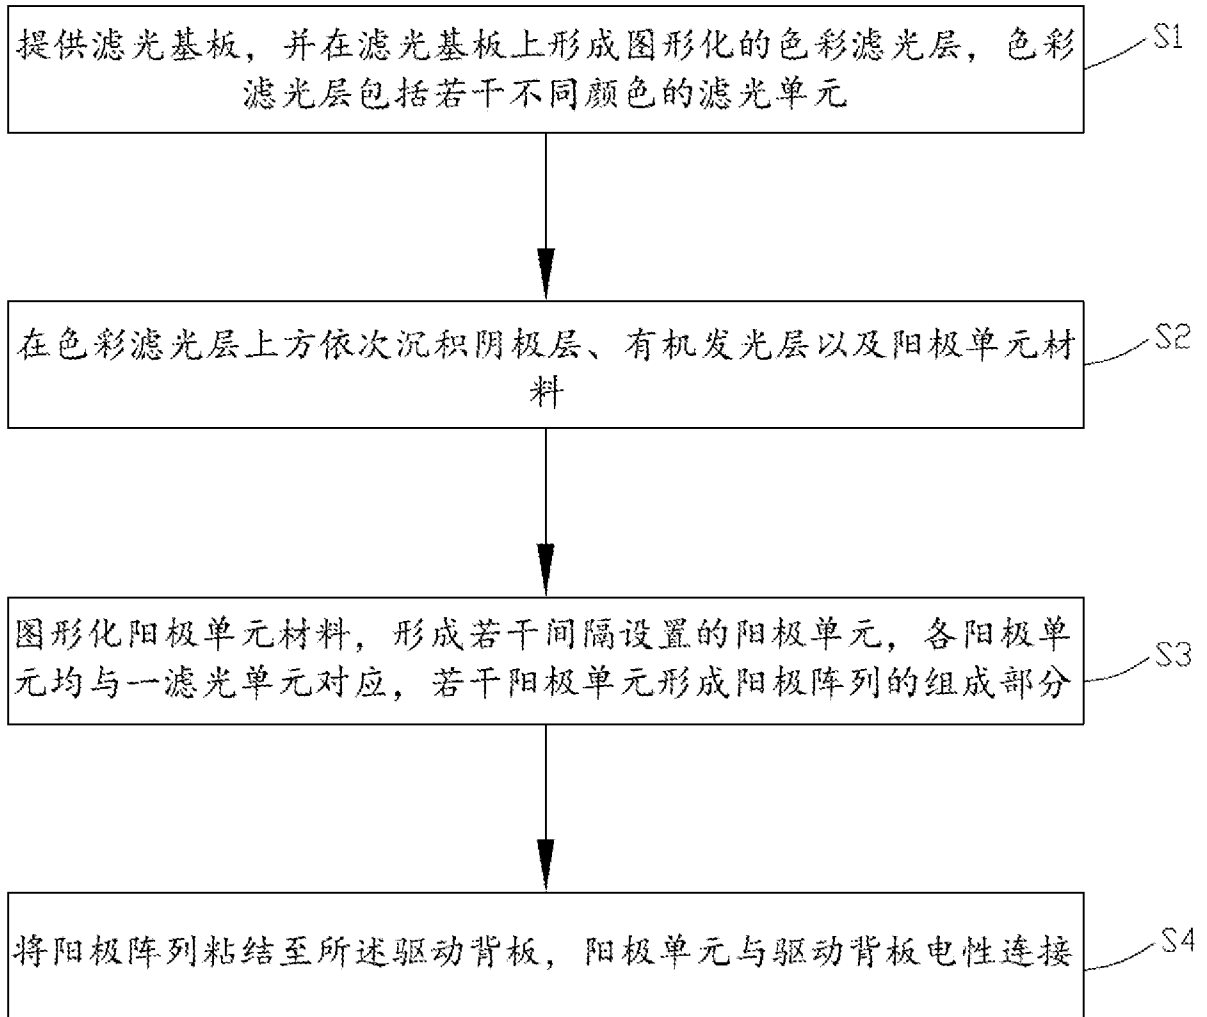 提供滤光基板，并在滤光基板上形成图形化的色彩滤光层，色彩
滤光层包括若干不同颜色的滤光单元
S1
在色彩滤光层上方依次沉积阴极层、有机发光层以及阳极单元材
料
S2
图形化阳极单元材料，形成若干间隔设置的阳极单元，各阳极单
元均与一滤光单元对应，若干阳极单元形成阳极阵列的组成部分
S3
将阳极阵列粘结至所述驱动背板，阳极单元与驱动背板电性连接
S4